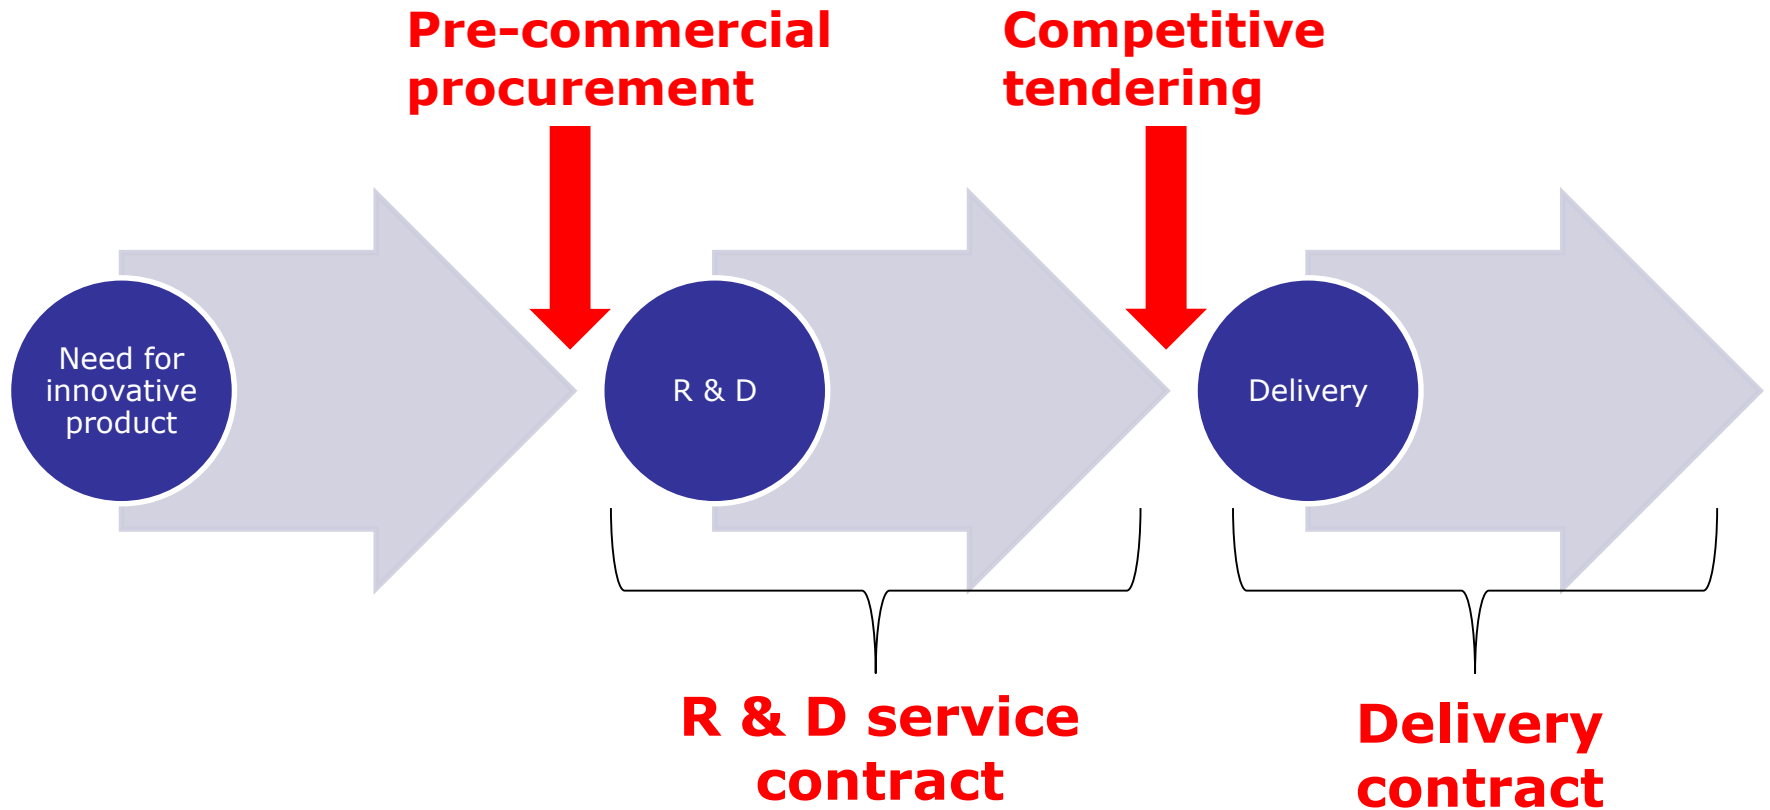 Pre-commercial
procurement
Competitive
tendering
Need for
innovative
product
R & D
Delivery
R & D service
contract
Delivery
contract